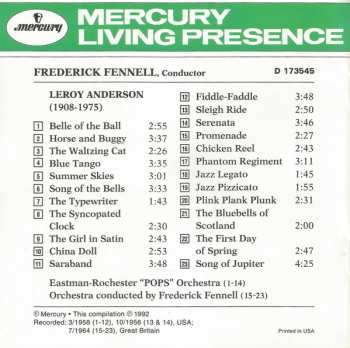 mercury
MERCURY
LIVING PRESENCE
FREDERICK FENNELL, Conductor
D 173545
LEROY ANDERSON
(1908-1975)
1 Belle of the Ball 2:55
2 Horse and Buggy 3:37
3 The Waltzing Cat 2:26
4 Blue Tango 3:35
5 Summer Skies 3:01
6 Song of the Bells 3:33
7 The Typewriter 1:43
8 The Syncopated
Clock 2:30
9 The Girl in Satin 2:43
10 China Doll 2:53
11 Saraband 3:48
12 Fiddle-Faddle 3:48
13 Sleigh Ride 2:50
14 Serenata 3:46
15 Promenade 2:27
16 Chicken Reel 2:43
17 Phantom Regiment 3:11
18 Jazz Legato 1:45
19 Jazz Pizzicato 1:55
20 Plink Plank Plunk 2:31
21 The Bluebells of
Scotland 2:00
22 The First Day
of Spring 2:47
23 Song of Jupiter 4:25
Eastman-Rochester "POPS" Orchestra (1-14)
Orchestra conducted by Frederick Fennell (15-23)
℗ Mercury • This compilation ℗ 1992
Recorded: 3/1958 (1-12), 10/1956 (13 & 14), USA;
7/1964 (15-23), Great Britain
Printed in USA